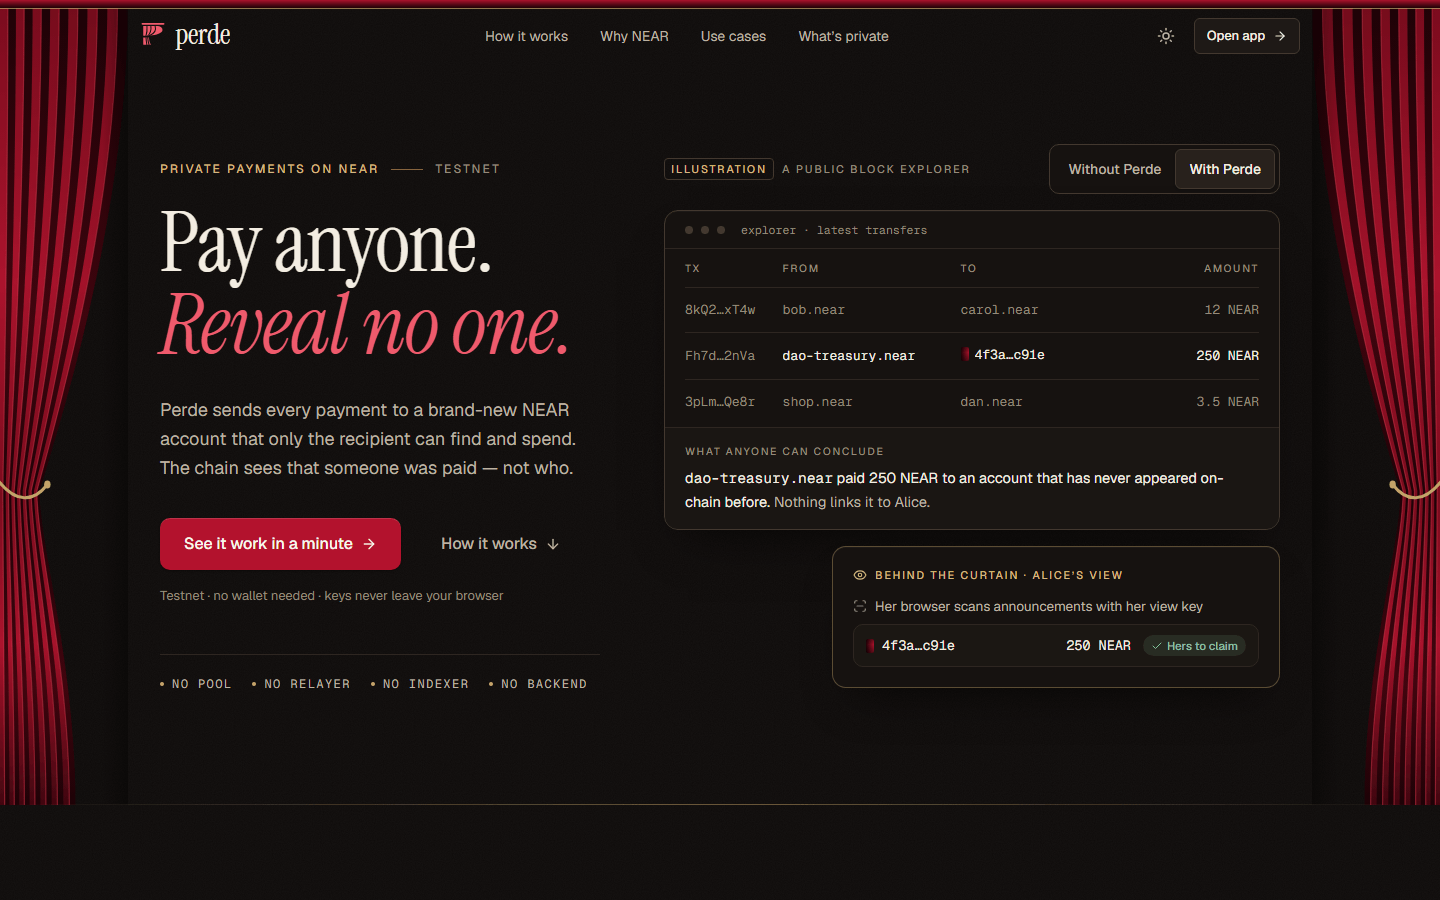 perde
How it works Why NEAR Use cases What's private
Open app →
PRIVATE PAYMENTS ON NEAR — TESTNET
Pay anyone.
Reveal no one.
Perde sends every payment to a brand-new NEAR
account that only the recipient can find and spend.
The chain sees that someone was paid — not who.
See it work in a minute →
How it works ↓
Testnet · no wallet needed · keys never leave your browser
• NO POOL • NO RELAYER • NO INDEXER • NO BACKEND
ILLUSTRATION A PUBLIC BLOCK EXPLORER
Without Perde With Perde
explorer · latest transfers
TX FROM TO AMOUNT
8kQ2…xT4w bob.near carol.near 12 NEAR
Fh7d…2nVa dao-treasury.near 4f3a…c91e 250 NEAR
3pLm…Qe8r shop.near dan.near 3.5 NEAR
WHAT ANYONE CAN CONCLUDE
dao-treasury.near paid 250 NEAR to an account that has never appeared on-
chain before. Nothing links it to Alice.
BEHIND THE CURTAIN · ALICE'S VIEW
Her browser scans announcements with her view key
4f3a…c91e 250 NEAR ✓ Hers to claim